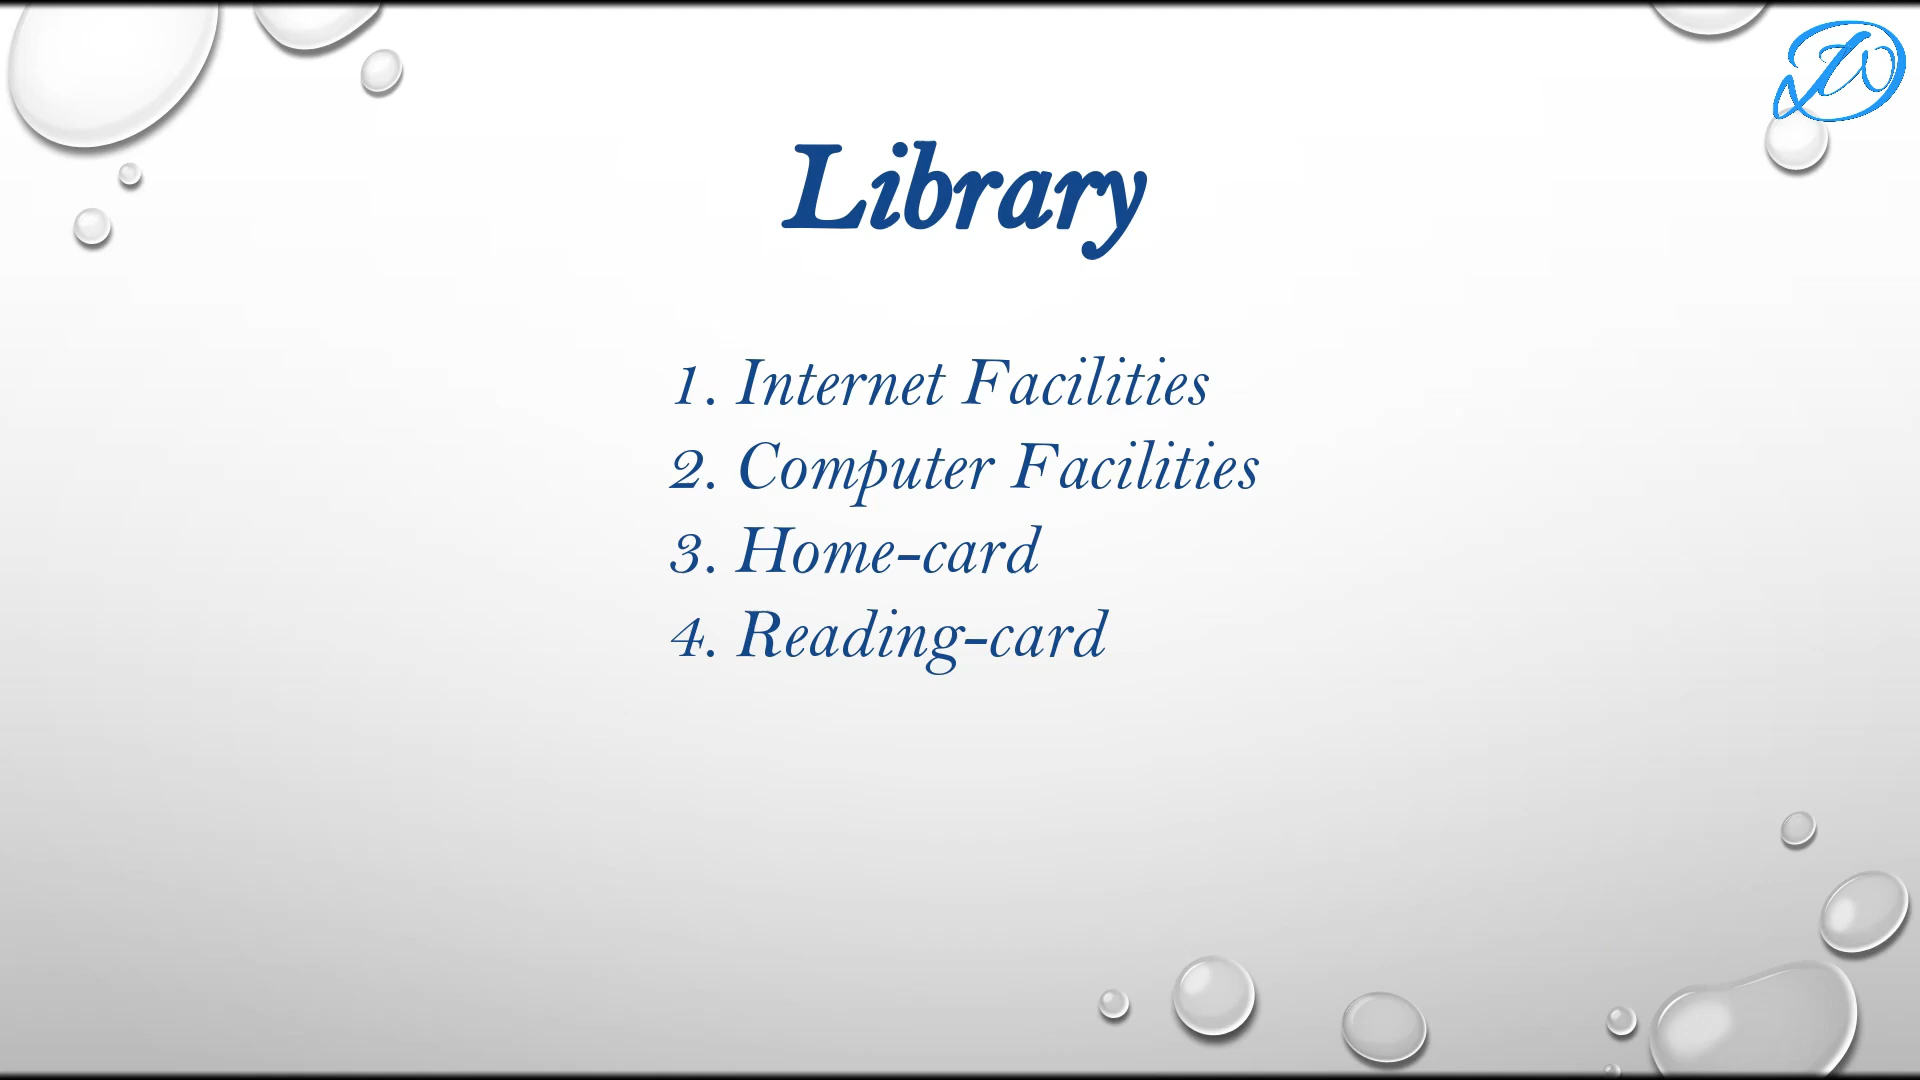 Library
1. Internet Facilities
2. Computer Facilities
3. Home-card
4. Reading-card